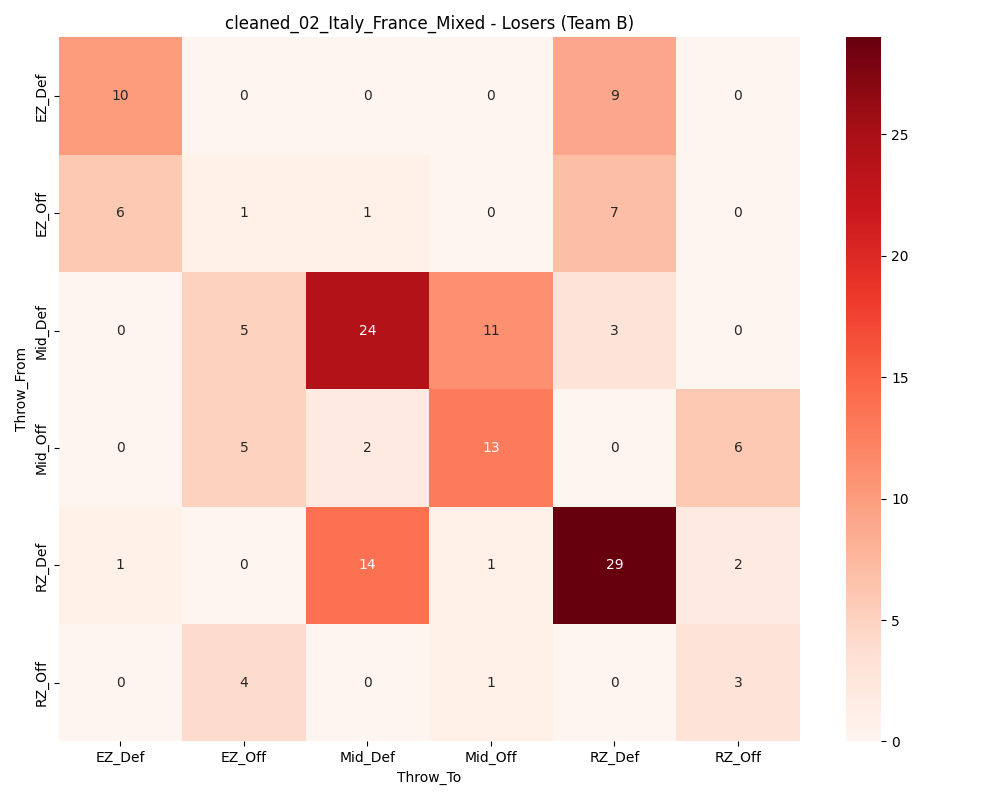 cleaned_02_Italy_France_Mixed - Losers (Team B)
EZ_Def 10 0 0 0 9 0
EZ_Off 6 1 1 0 7 0
Mid_Def 0 5 24 11 3 0
Mid_Off 0 5 2 13 0 6
RZ_Def 1 0 14 1 29 2
RZ_Off 0 4 0 1 0 3
EZ_Def EZ_Off Mid_Def Mid_Off RZ_Def RZ_Off
Throw_To
Throw_From
25
20
15
10
5
0